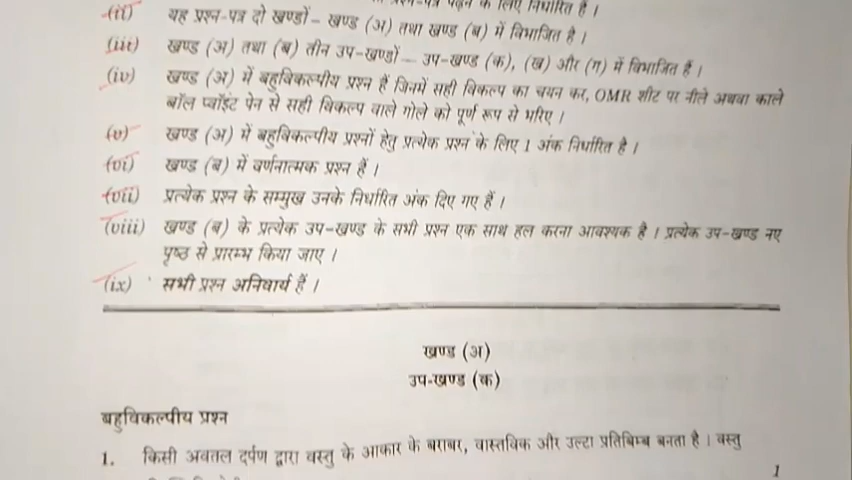 (ii) यह प्रश्न-पत्र दो खण्डों– खण्ड (अ) तथा खण्ड (ब) में विभाजित है ।
(iii) खण्ड (अ) तथा (ब) तीन उप-खण्डों— उप-खण्ड (क), (ख) और (ग) में विभाजित हैं ।
(iv) खण्ड (अ) में बहुविकल्पीय प्रश्न हैं जिनमें सही विकल्प का चयन कर, OMR शीट पर नीले अथवा काले
बॉल प्वॉइंट पेन से सही विकल्प वाले गोले को पूर्ण रूप से भरिए ।
(v) खण्ड (अ) में बहुविकल्पीय प्रश्नों हेतु प्रत्येक प्रश्न के लिए 1 अंक निर्धारित है ।
(vi) खण्ड (ब) में वर्णनात्मक प्रश्न हैं ।
(vii) प्रत्येक प्रश्न के सम्मुख उनके निर्धारित अंक दिए गए हैं ।
(viii) खण्ड (ब) के प्रत्येक उप-खण्ड के सभी प्रश्न एक साथ हल करना आवश्यक है । प्रत्येक उप-खण्ड नए
पृष्ठ से प्रारम्भ किया जाए ।
(ix) सभी प्रश्न अनिवार्य हैं ।
खण्ड (अ)
उप-खण्ड (क)
बहुविकल्पीय प्रश्न
1. किसी अवतल दर्पण द्वारा वस्तु के आकार के बराबर, वास्तविक और उल्टा प्रतिबिम्ब बनता है । वस्तु
1